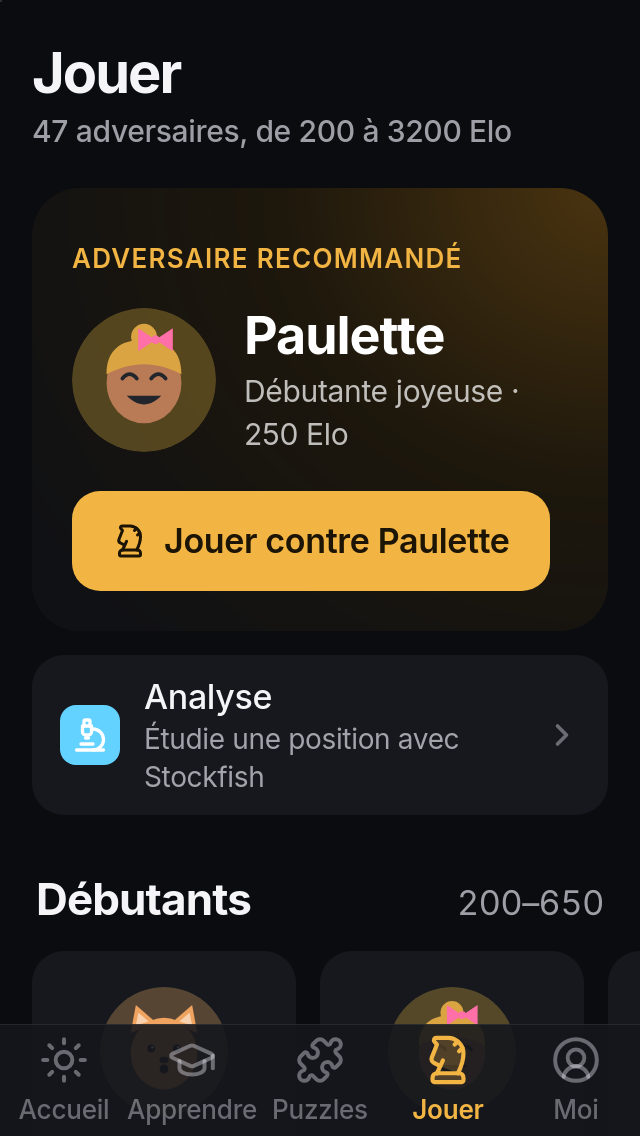 Jouer
47 adversaires, de 200 à 3200 Elo
ADVERSAIRE RECOMMANDÉ
Paulette
Débutante joyeuse ·
250 Elo
Jouer contre Paulette
Analyse
Étudie une position avec
Stockfish
Débutants
200–650
Accueil
Apprendre
Puzzles
Jouer
Moi